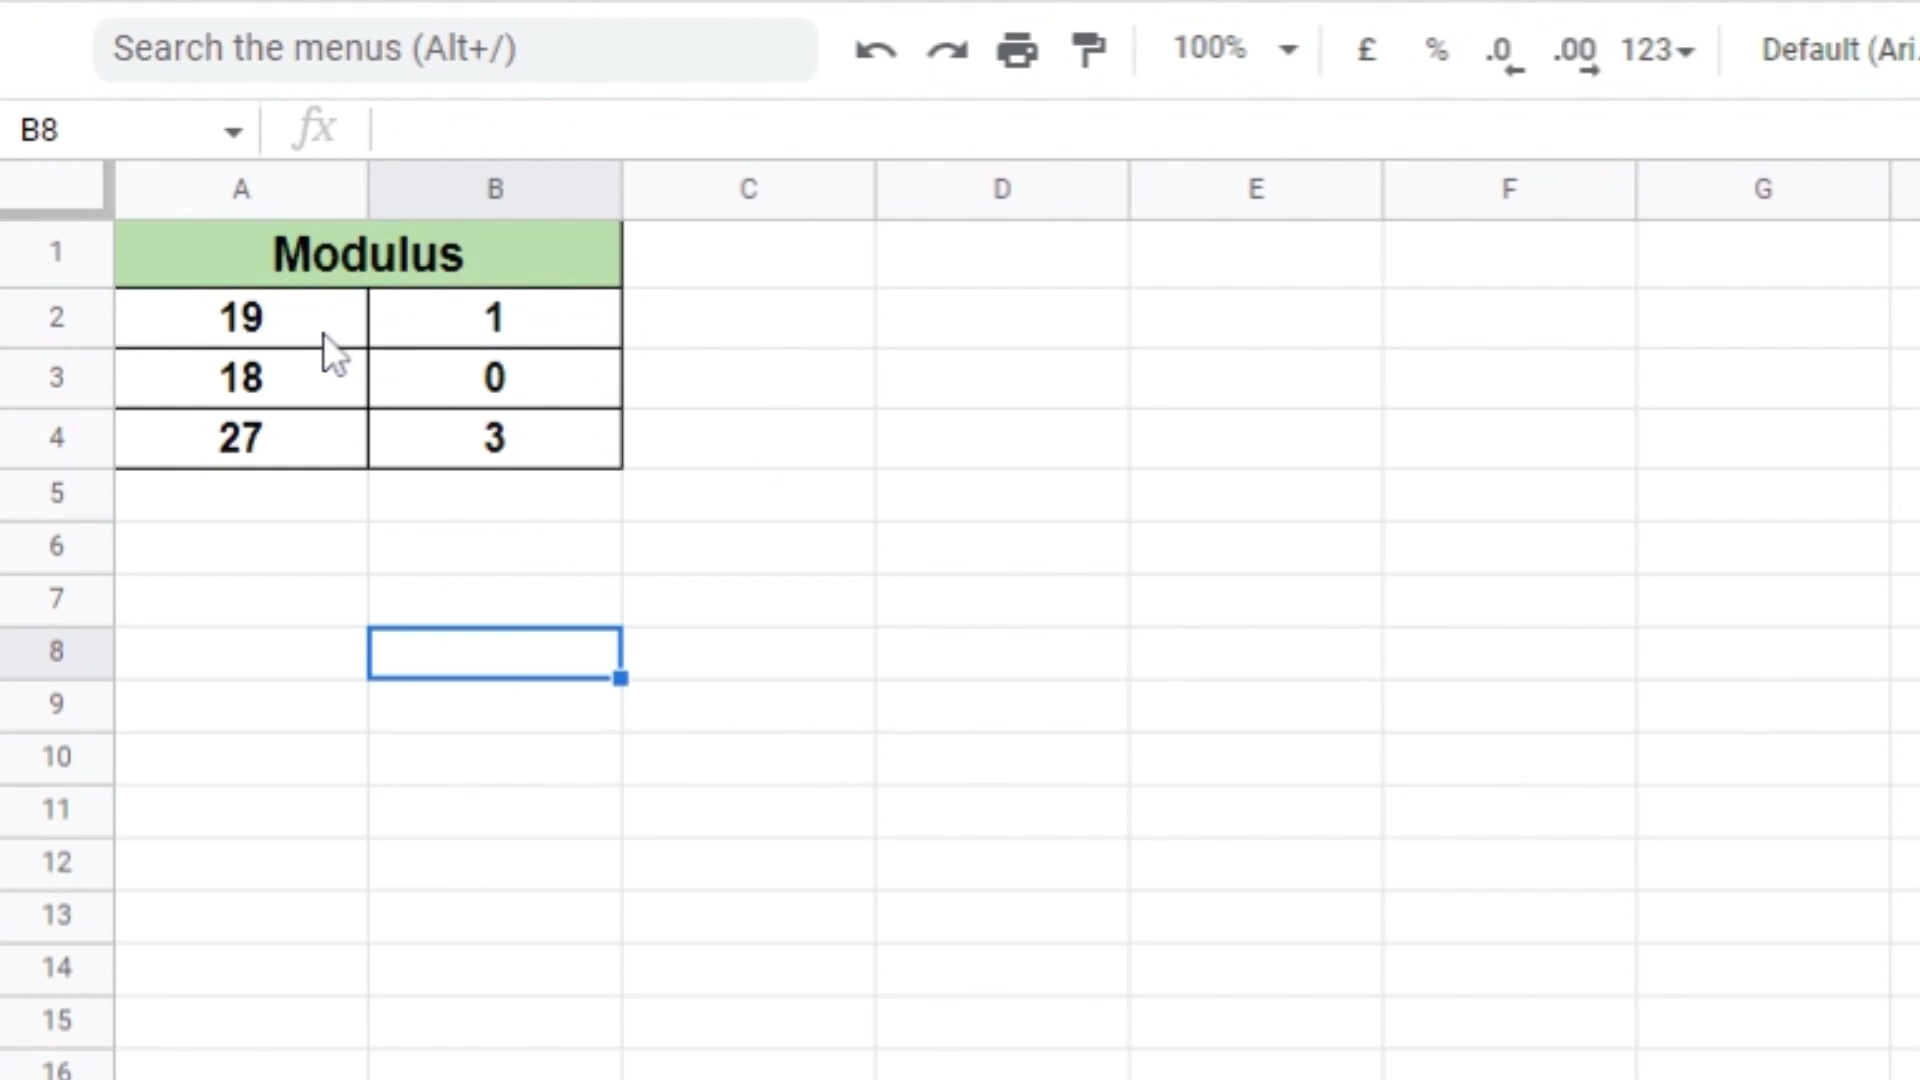 Search the menus (Alt+/)
100%
£
%
.0
.00
123
Default (Ari.
B8
fx
A B C D E F G
1 Modulus
2 19 1
3 18 0
4 27 3
5
6
7
8
9
10
11
12
13
14
15
16